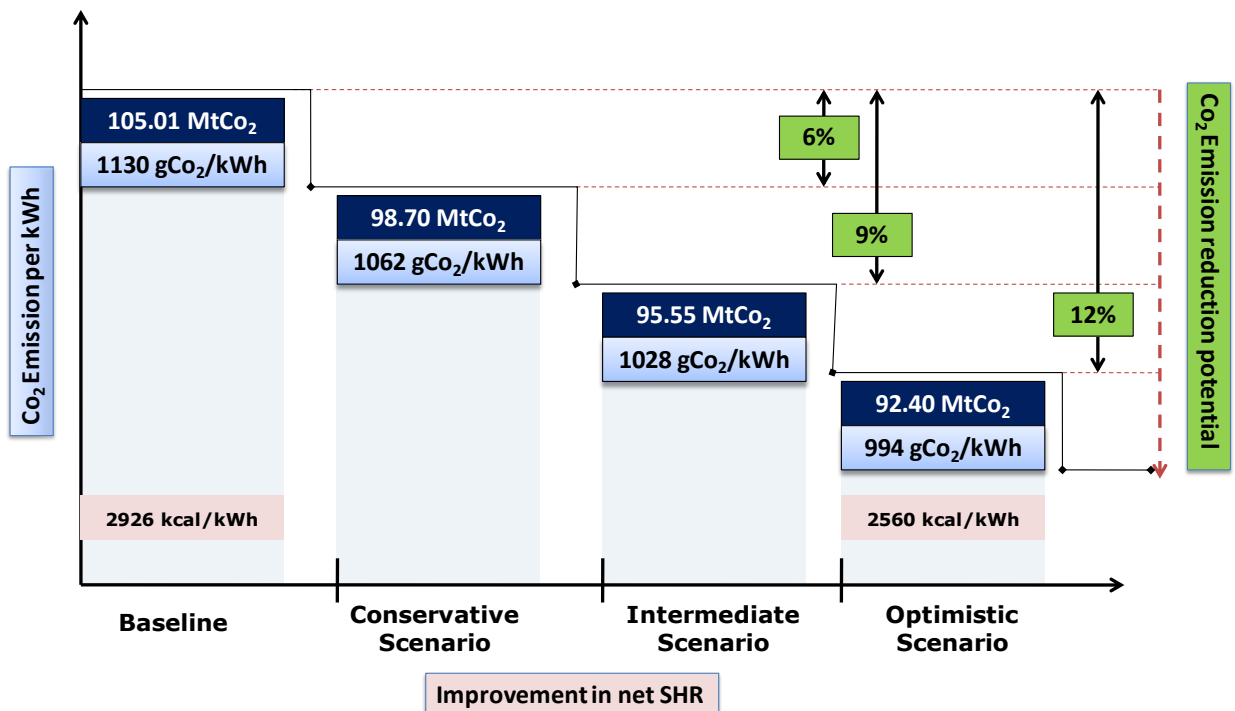 Co₂ Emission per kWh
105.01 MtCo₂
1130 gCo₂/kWh
98.70 MtCo₂
1062 gCo₂/kWh
95.55 MtCo₂
1028 gCo₂/kWh
92.40 MtCo₂
994 gCo₂/kWh
6%
9%
12%
Co₂ Emission reduction potential
2926 kcal/kWh
2560 kcal/kWh
Baseline
Conservative
Scenario
Intermediate
Scenario
Optimistic
Scenario
Improvement in net SHR